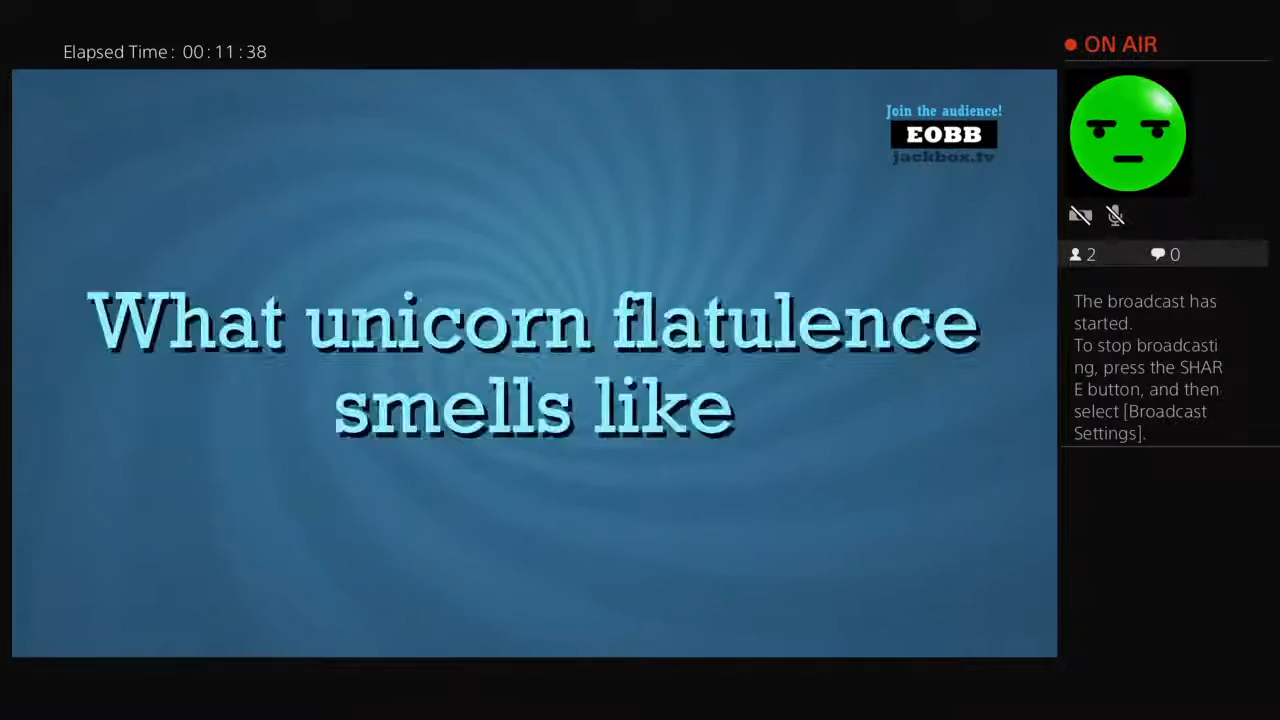 Elapsed Time: 00:11:38
ON AIR
Join the audience!
EOBB
jackbox.tv
What unicorn flatulence
smells like
2
0
The broadcast has
started.
To stop broadcasti
ng, press the SHAR
E button, and then
select [Broadcast
Settings].